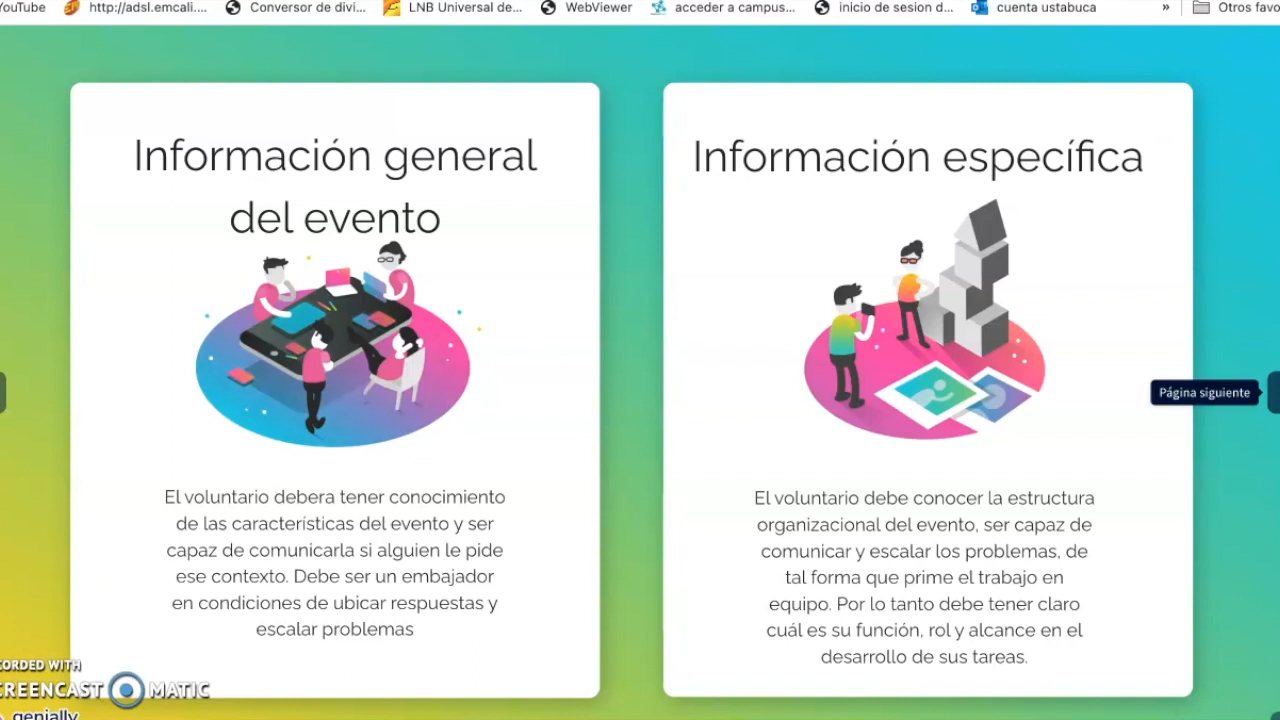 YouTube http://adsl.emcali.... Conversor de divi... LNB Universal de... WebViewer acceder a campus... inicio de sesion d... cuenta ustabuca » Otros favo
Información general
del evento
El voluntario debera tener conocimiento
de las características del evento y ser
capaz de comunicarla si alguien le pide
ese contexto. Debe ser un embajador
en condiciones de ubicar respuestas y
escalar problemas
Información específica
El voluntario debe conocer la estructura
organizacional del evento, ser capaz de
comunicar y escalar los problemas, de
tal forma que prime el trabajo en
equipo. Por lo tanto debe tener claro
cuál es su función, rol y alcance en el
desarrollo de sus tareas.
Página siguiente
CORDED WITH
CREENCAST MATIC
genially